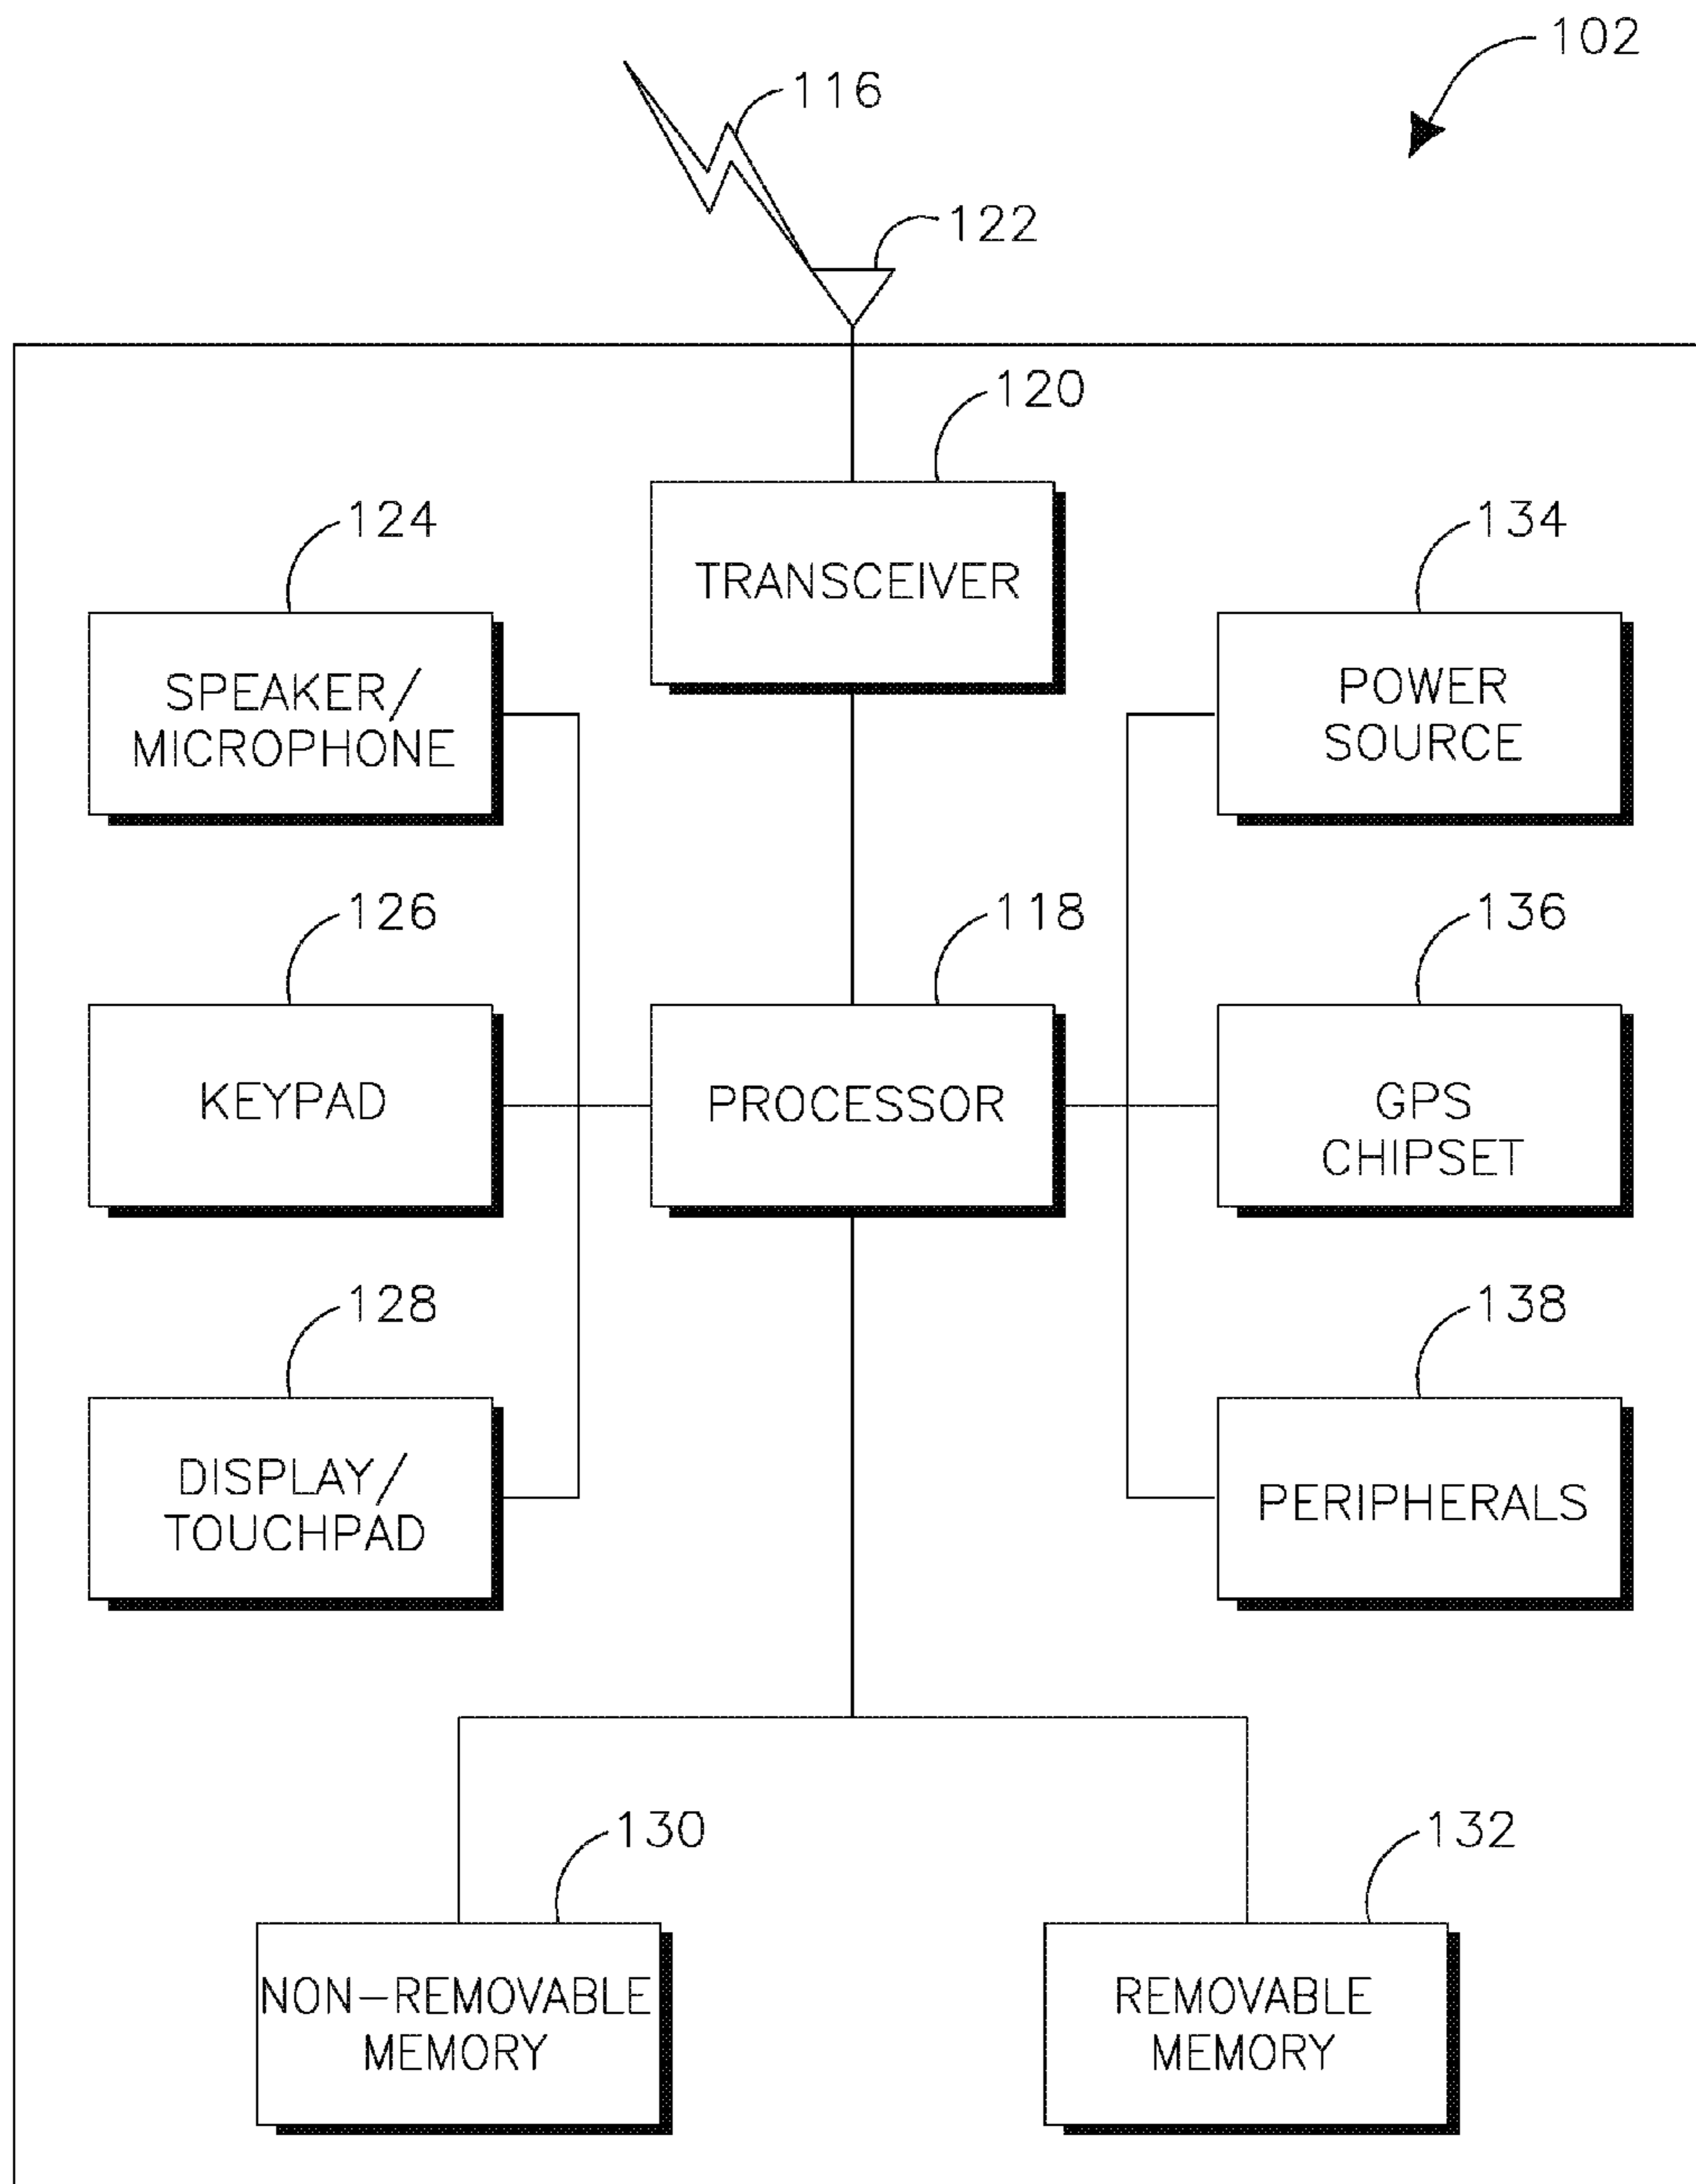 102
116
122
120
124
134
TRANSCEIVER
SPEAKER/
MICROPHONE
POWER
SOURCE
126
118
136
KEYPAD
PROCESSOR
GPS
CHIPSET
128
138
DISPLAY/
TOUCHPAD
PERIPHERALS
130
132
NON-REMOVABLE
MEMORY
REMOVABLE
MEMORY